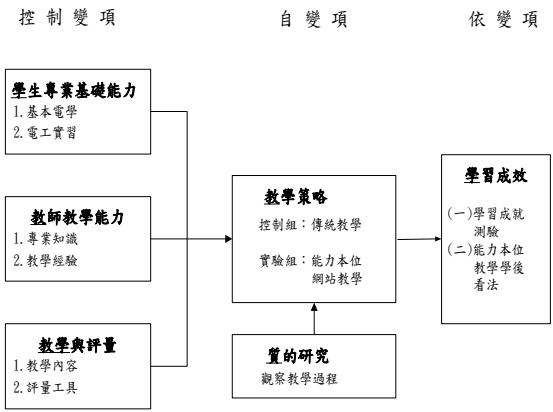 控制變項
自變項
依變項
學生專業基礎能力
1.基本電學
2.電工實習
教師教學能力
1.專業知識
2.教學經驗
教學與評量
1.教學內容
2.評量工具
教學策略
控制組：傳統教學
實驗組：能力本位
網站教學
質的研究
觀察教學過程
學習成效
(一)學習成就
測驗
(二)能力本位
教學學後
看法